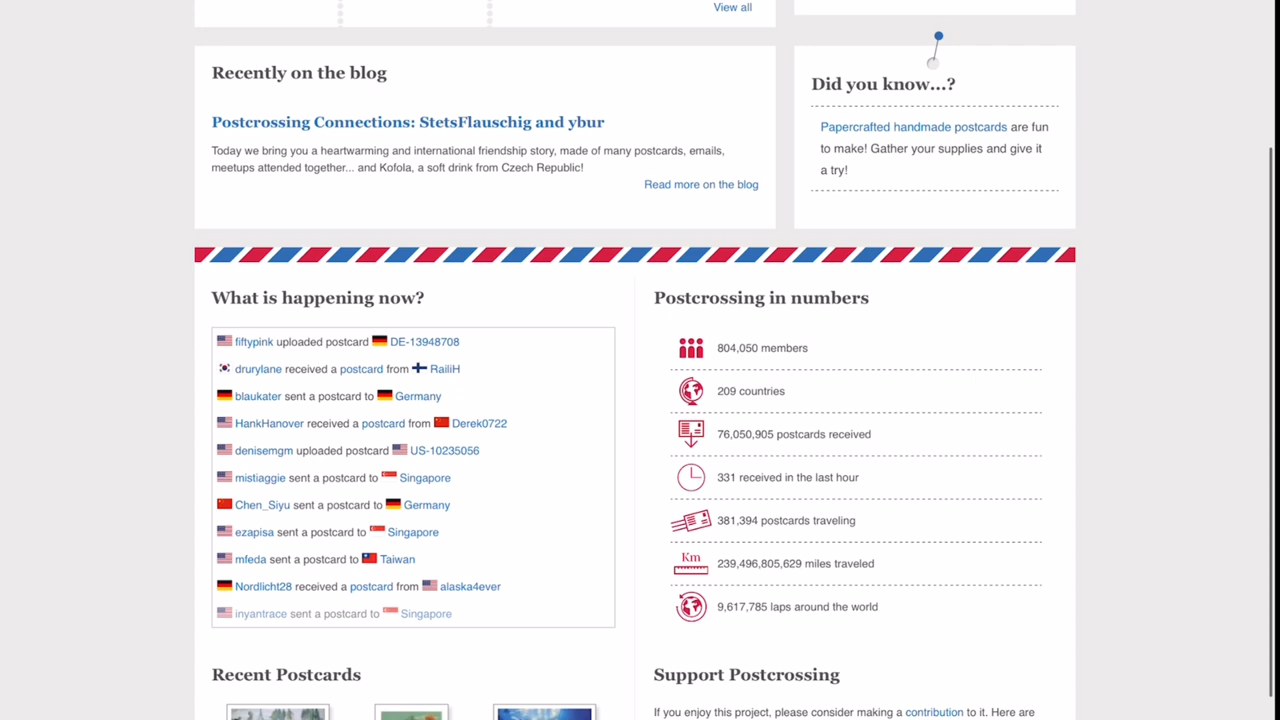 View all
Recently on the blog
Postcrossing Connections: StetsFlauschig and ybur
Today we bring you a heartwarming and international friendship story, made of many postcards, emails,
meetups attended together... and Kofola, a soft drink from Czech Republic!
Read more on the blog
Did you know...?
Papercrafted handmade postcards are fun
to make! Gather your supplies and give it
a try!
What is happening now?
fiftypink uploaded postcard DE-13948708
drurylane received a postcard from RailiH
blaukater sent a postcard to Germany
HankHanover received a postcard from Derek0722
denisemgm uploaded postcard US-10235056
mistiaggie sent a postcard to Singapore
Chen_Siyu sent a postcard to Germany
ezapisa sent a postcard to Singapore
mfeda sent a postcard to Taiwan
Nordlicht28 received a postcard from alaska4ever
inyantrace sent a postcard to Singapore
Postcrossing in numbers
804,050 members
209 countries
76,050,905 postcards received
331 received in the last hour
381,394 postcards traveling
Km
239,496,805,629 miles traveled
9,617,785 laps around the world
Recent Postcards
Support Postcrossing
If you enjoy this project, please consider making a contribution to it. Here are